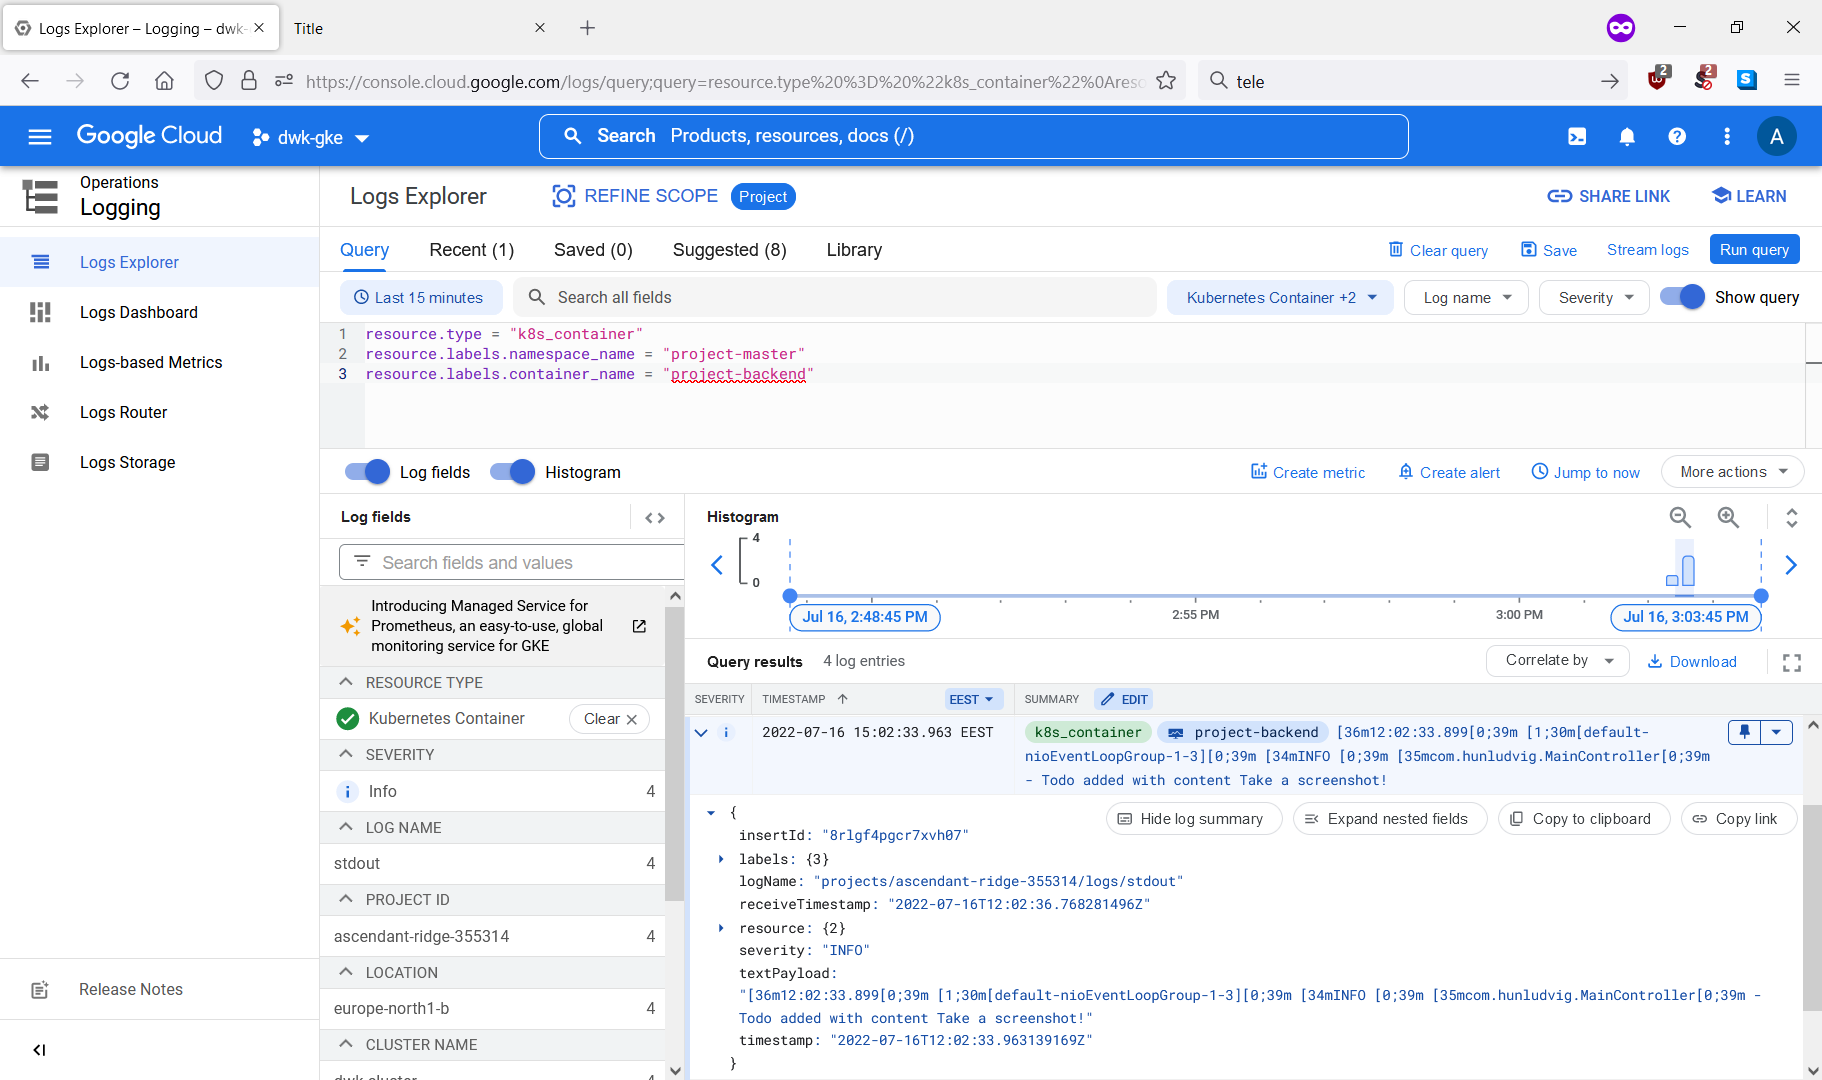 Logs Explorer – Logging – dwk-
Title
https://console.cloud.google.com/logs/query;query=resource.type%20%3D%20%22k8s_container%22%0Areso
tele
2
2
Google Cloud
dwk-gke
Search Products, resources, docs (/)
A
Operations
Logging
Logs Explorer
REFINE SCOPE
Project
SHARE LINK
LEARN
Logs Explorer
Logs Dashboard
Logs-based Metrics
Logs Router
Logs Storage
Release Notes
Query
Recent (1)
Saved (0)
Suggested (8)
Library
Clear query
Save
Stream logs
Run query
Last 15 minutes
Search all fields
Kubernetes Container +2
Log name
Severity
Show query
1 resource.type = "k8s_container"
2 resource.labels.namespace_name = "project-master"
3 resource.labels.container_name = "project-backend"
Log fields
Histogram
Create metric
Create alert
Jump to now
More actions
Log fields
Search fields and values
Introducing Managed Service for
Prometheus, an easy-to-use, global
monitoring service for GKE
RESOURCE TYPE
Kubernetes Container
Clear
SEVERITY
Info 4
LOG NAME
stdout 4
PROJECT ID
ascendant-ridge-355314 4
LOCATION
europe-north1-b 4
CLUSTER NAME
dwk-cluster 4
Histogram
4
0
Jul 16, 2:48:45 PM
2:55 PM
3:00 PM
Jul 16, 3:03:45 PM
Query results
4 log entries
Correlate by
Download
SEVERITY
TIMESTAMP
EEST
SUMMARY
EDIT
2022-07-16 15:02:33.963 EEST
k8s_container project-backend [36m12:02:33.899[0;39m [1;30m[default-
nioEventLoopGroup-1-3][0;39m [34mINFO [0;39m [35mcom.hunludvig.MainController[0;39m
- Todo added with content Take a screenshot!
{
Hide log summary
Expand nested fields
Copy to clipboard
Copy link
insertId: "8rlgf4pgcr7xvh07"
labels: {3}
logName: "projects/ascendant-ridge-355314/logs/stdout"
receiveTimestamp: "2022-07-16T12:02:36.768281496Z"
resource: {2}
severity: "INFO"
textPayload:
"[36m12:02:33.899[0;39m [1;30m[default-nioEventLoopGroup-1-3][0;39m [34mINFO [0;39m [35mcom.hunludvig.MainController[0;39m -
Todo added with content Take a screenshot!"
timestamp: "2022-07-16T12:02:33.963139169Z"
}